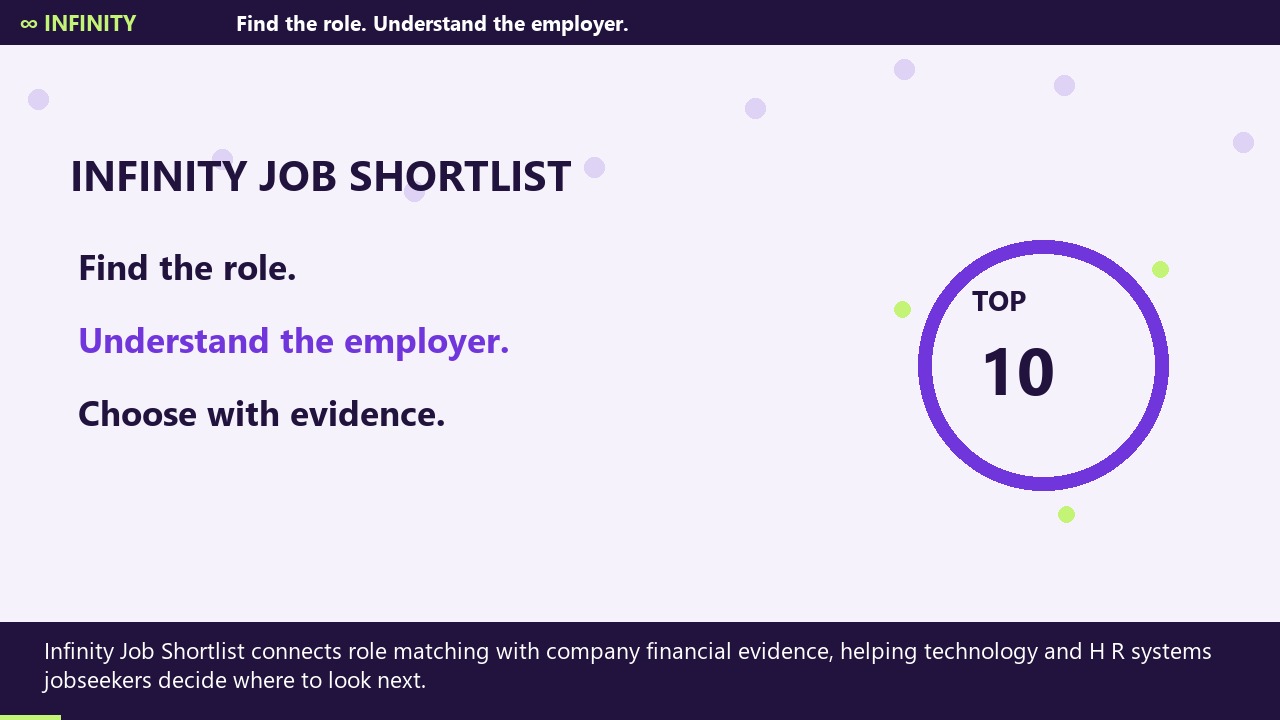 ∞ INFINITY
Find the role. Understand the employer.
INFINITY JOB SHORTLIST
Find the role.
Understand the employer.
Choose with evidence.
TOP
10
Infinity Job Shortlist connects role matching with company financial evidence, helping technology and H R systems
jobseekers decide where to look next.